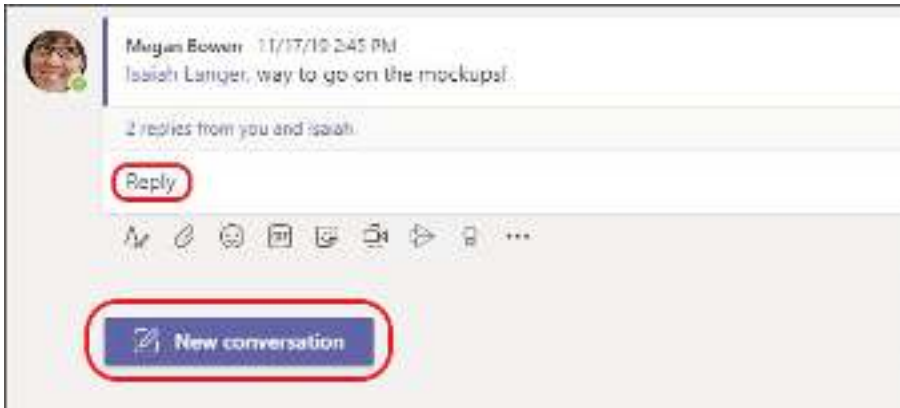 Megan Bowen 11/17/19 2:45 PM
Isaiah Langer, way to go on the mockups!
2 replies from you and Isaiah
Reply
GIF
New conversation